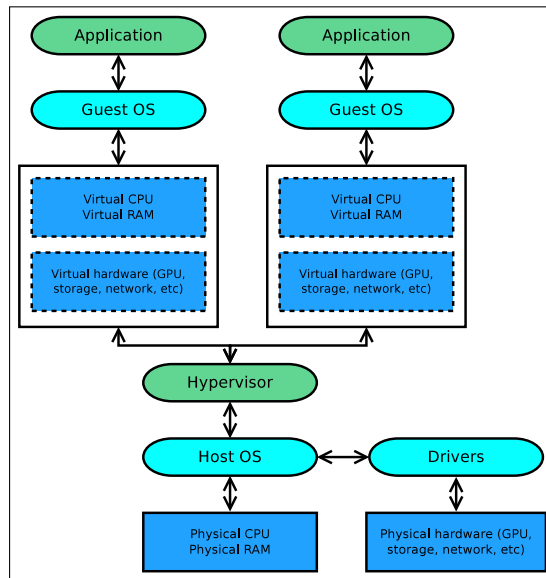 Application
Application
Guest OS
Guest OS
Virtual CPU
Virtual RAM
Virtual CPU
Virtual RAM
Virtual hardware (GPU,
storage, network, etc)
Virtual hardware (GPU,
storage, network, etc)
Hypervisor
Host OS
Drivers
Physical CPU
Physical RAM
Physical hardware (GPU,
storage, network, etc)